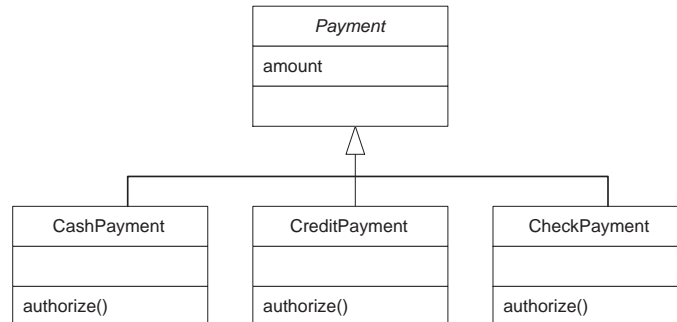 Payment
amount
CashPayment
CreditPayment
CheckPayment
authorize()
authorize()
authorize()